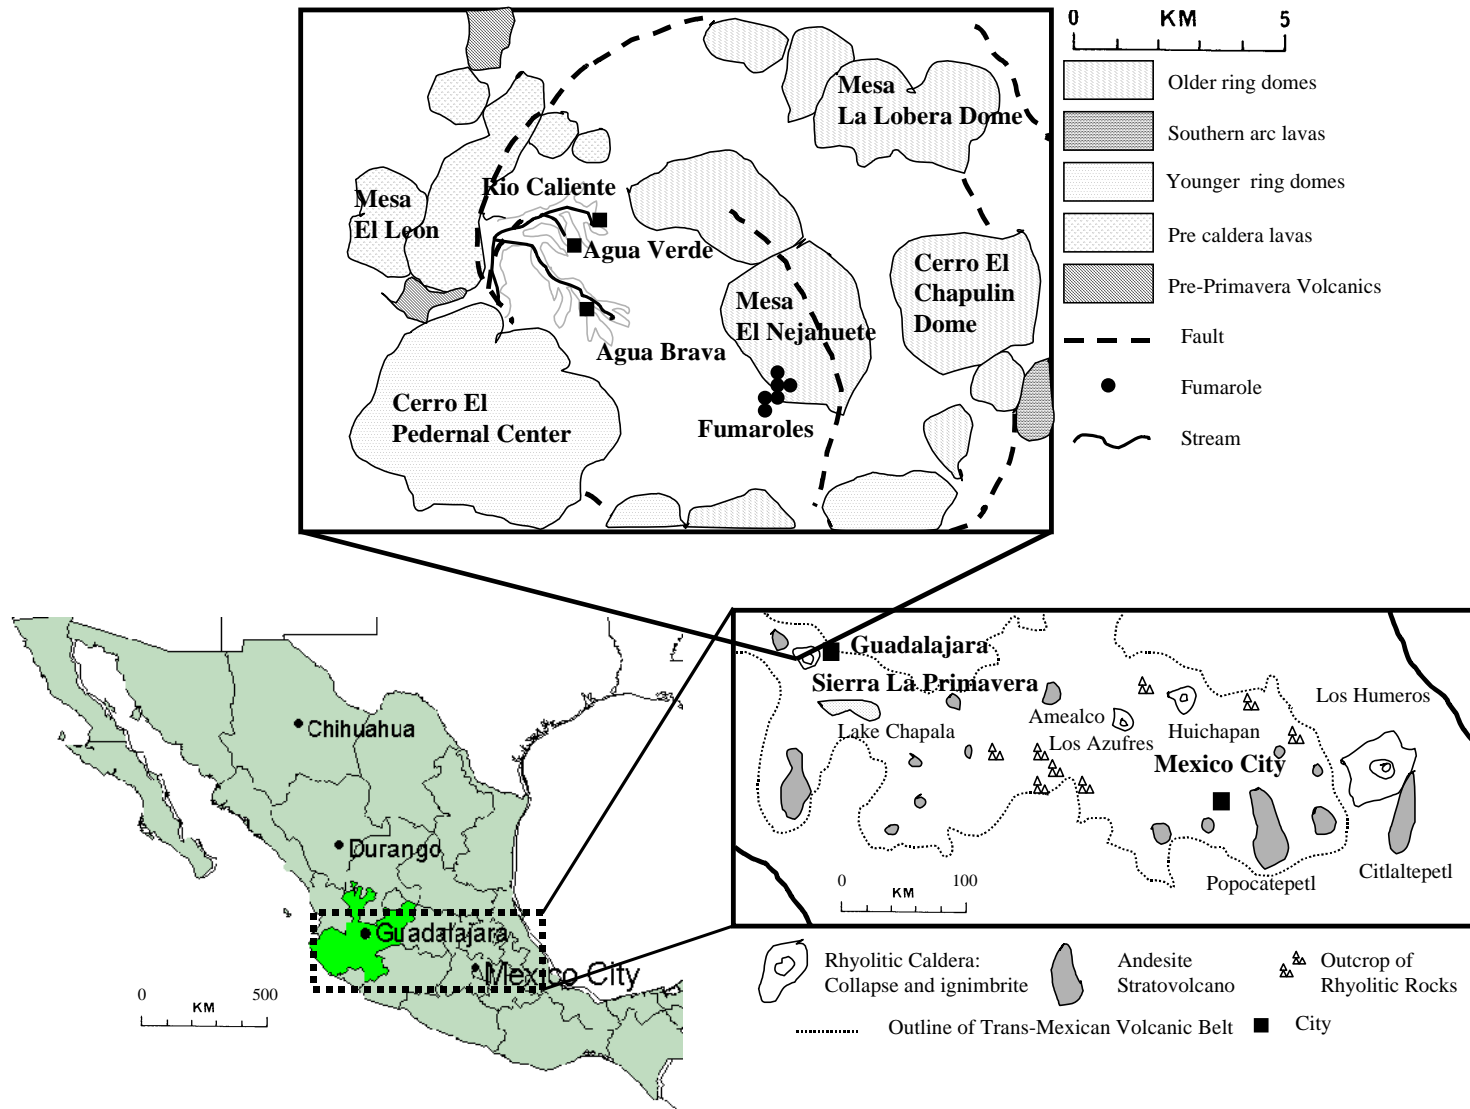 0 KM 5
Older ring domes
Southern arc lavas
Younger ring domes
Pre caldera lavas
Pre-Primavera Volcanics
Fault
Fumarole
Stream
Mesa
La Lobera Dome
Rio Caliente
Mesa
El Leon
Agua Verde
Cerro El
Chapulin
Dome
Mesa
El Nejahuete
Agua Brava
Cerro El
Pedernal Center
Fumaroles
Chihuahua
Durango
Guadalajara
Mexico City
0 500
KM
Guadalajara
Sierra La Primavera
Los Humeros
Amealco
Lake Chapala
Huichapan
Los Azufres
Mexico City
0 100
KM
Popocatepetl
Citlaltepetl
Rhyolitic Caldera:
Collapse and ignimbrite
Andesite
Stratovolcano
Outcrop of
Rhyolitic Rocks
Outline of Trans-Mexican Volcanic Belt
City